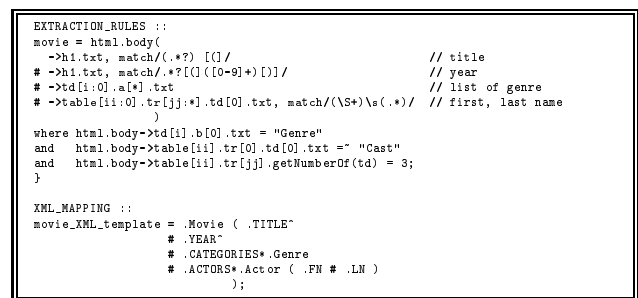 EXTRACTION_RULES ::
movie = html.body(
->h1.txt, match/(.*?) [(]/ // title
# ->h1.txt, match/.*?[(]([0-9]+)[)]/ // year
# ->td[i:0].a[*].txt // list of genre
# ->table[ii:0].tr[jj:*].td[0].txt, match/(\S+)\s(.*)/ // first, last name
)
where html.body->td[i].b[0].txt = "Genre"
and html.body->table[ii].tr[0].td[0].txt =~ "Cast"
and html.body->table[ii].tr[jj].getNumberOf(td) = 3;
}
XML_MAPPING ::
movie_XML_template = .Movie ( .TITLE^
# .YEAR^
# .CATEGORIES*.Genre
# .ACTORS*.Actor ( .FN # .LN )
);